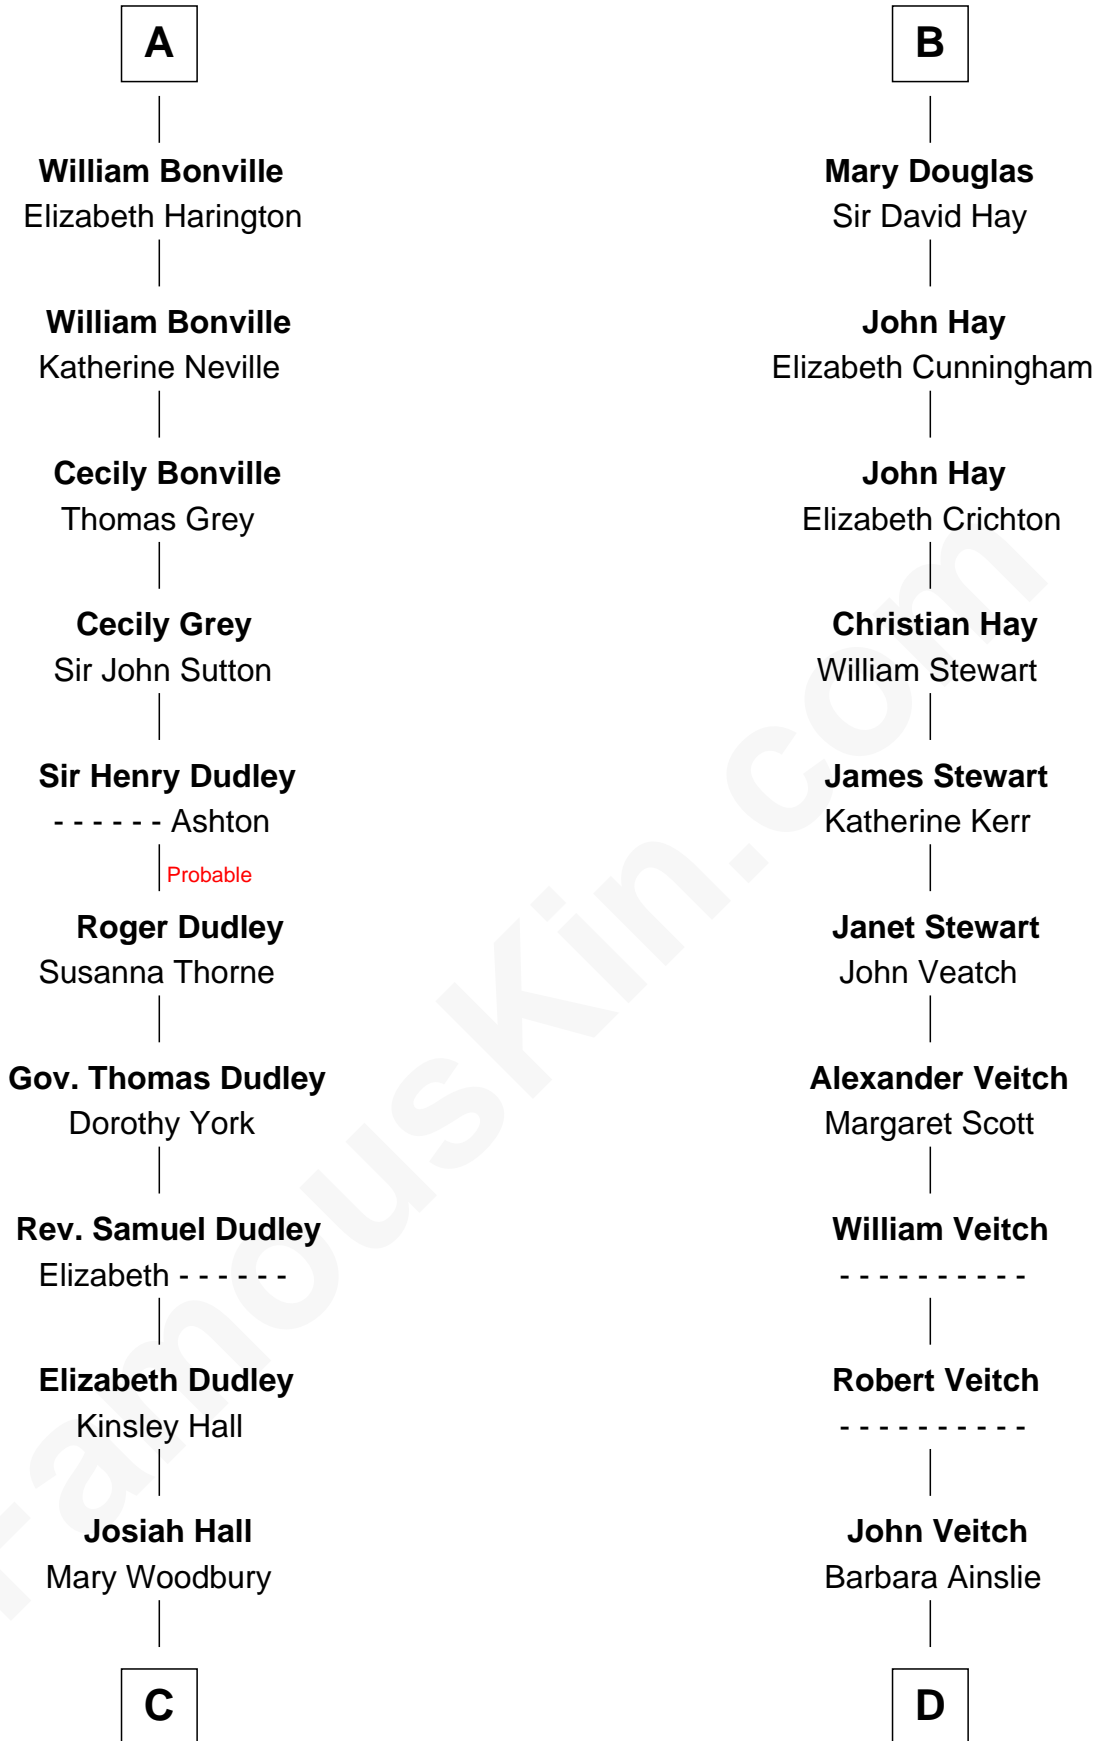 A
William Bonville
Elizabeth Harington
William Bonville
Katherine Neville
Cecily Bonville
Thomas Grey
Cecily Grey
Sir John Sutton
Sir Henry Dudley
- - - - - - Ashton
Probable
Roger Dudley
Susanna Thorne
Gov. Thomas Dudley
Dorothy York
Rev. Samuel Dudley
Elizabeth - - - - - -
Elizabeth Dudley
Kinsley Hall
Josiah Hall
Mary Woodbury
C
B
Mary Douglas
Sir David Hay
John Hay
Elizabeth Cunningham
John Hay
Elizabeth Crichton
Christian Hay
William Stewart
James Stewart
Katherine Kerr
Janet Stewart
John Veatch
Alexander Veitch
Margaret Scott
William Veitch
- - - - - - - - - -
Robert Veitch
- - - - - - - - - -
John Veitch
Barbara Ainslie
D
FamousKin.com